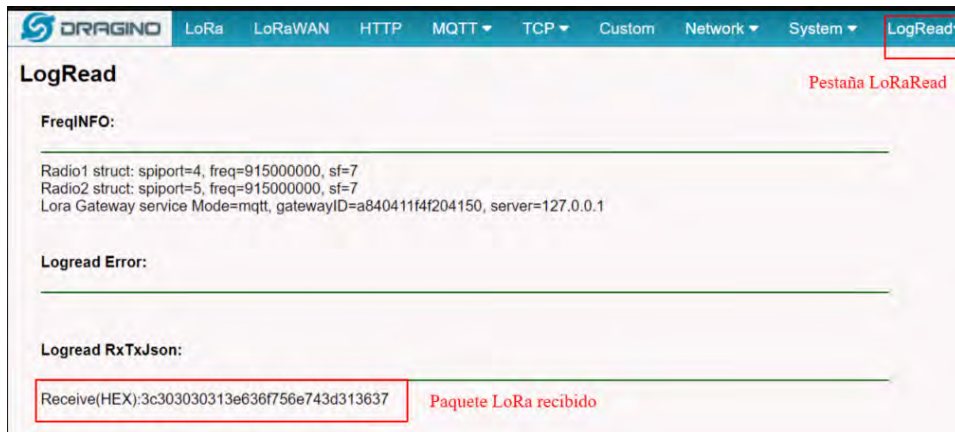 DRAGINO LoRa LoRaWAN HTTP MQTT TCP Custom Network System LogRead
LogRead
Pestaña LoRaRead
FreqINFO:
Radio1 struct: spiport=4, freq=915000000, sf=7
Radio2 struct: spiport=5, freq=915000000, sf=7
Lora Gateway service Mode=mqtt, gatewayID=a840411f4f204150, server=127.0.0.1
Logread Error:
Logread RxTxJson:
Receive(HEX):3c303030313e636f756e743d313637 Paquete LoRa recibido